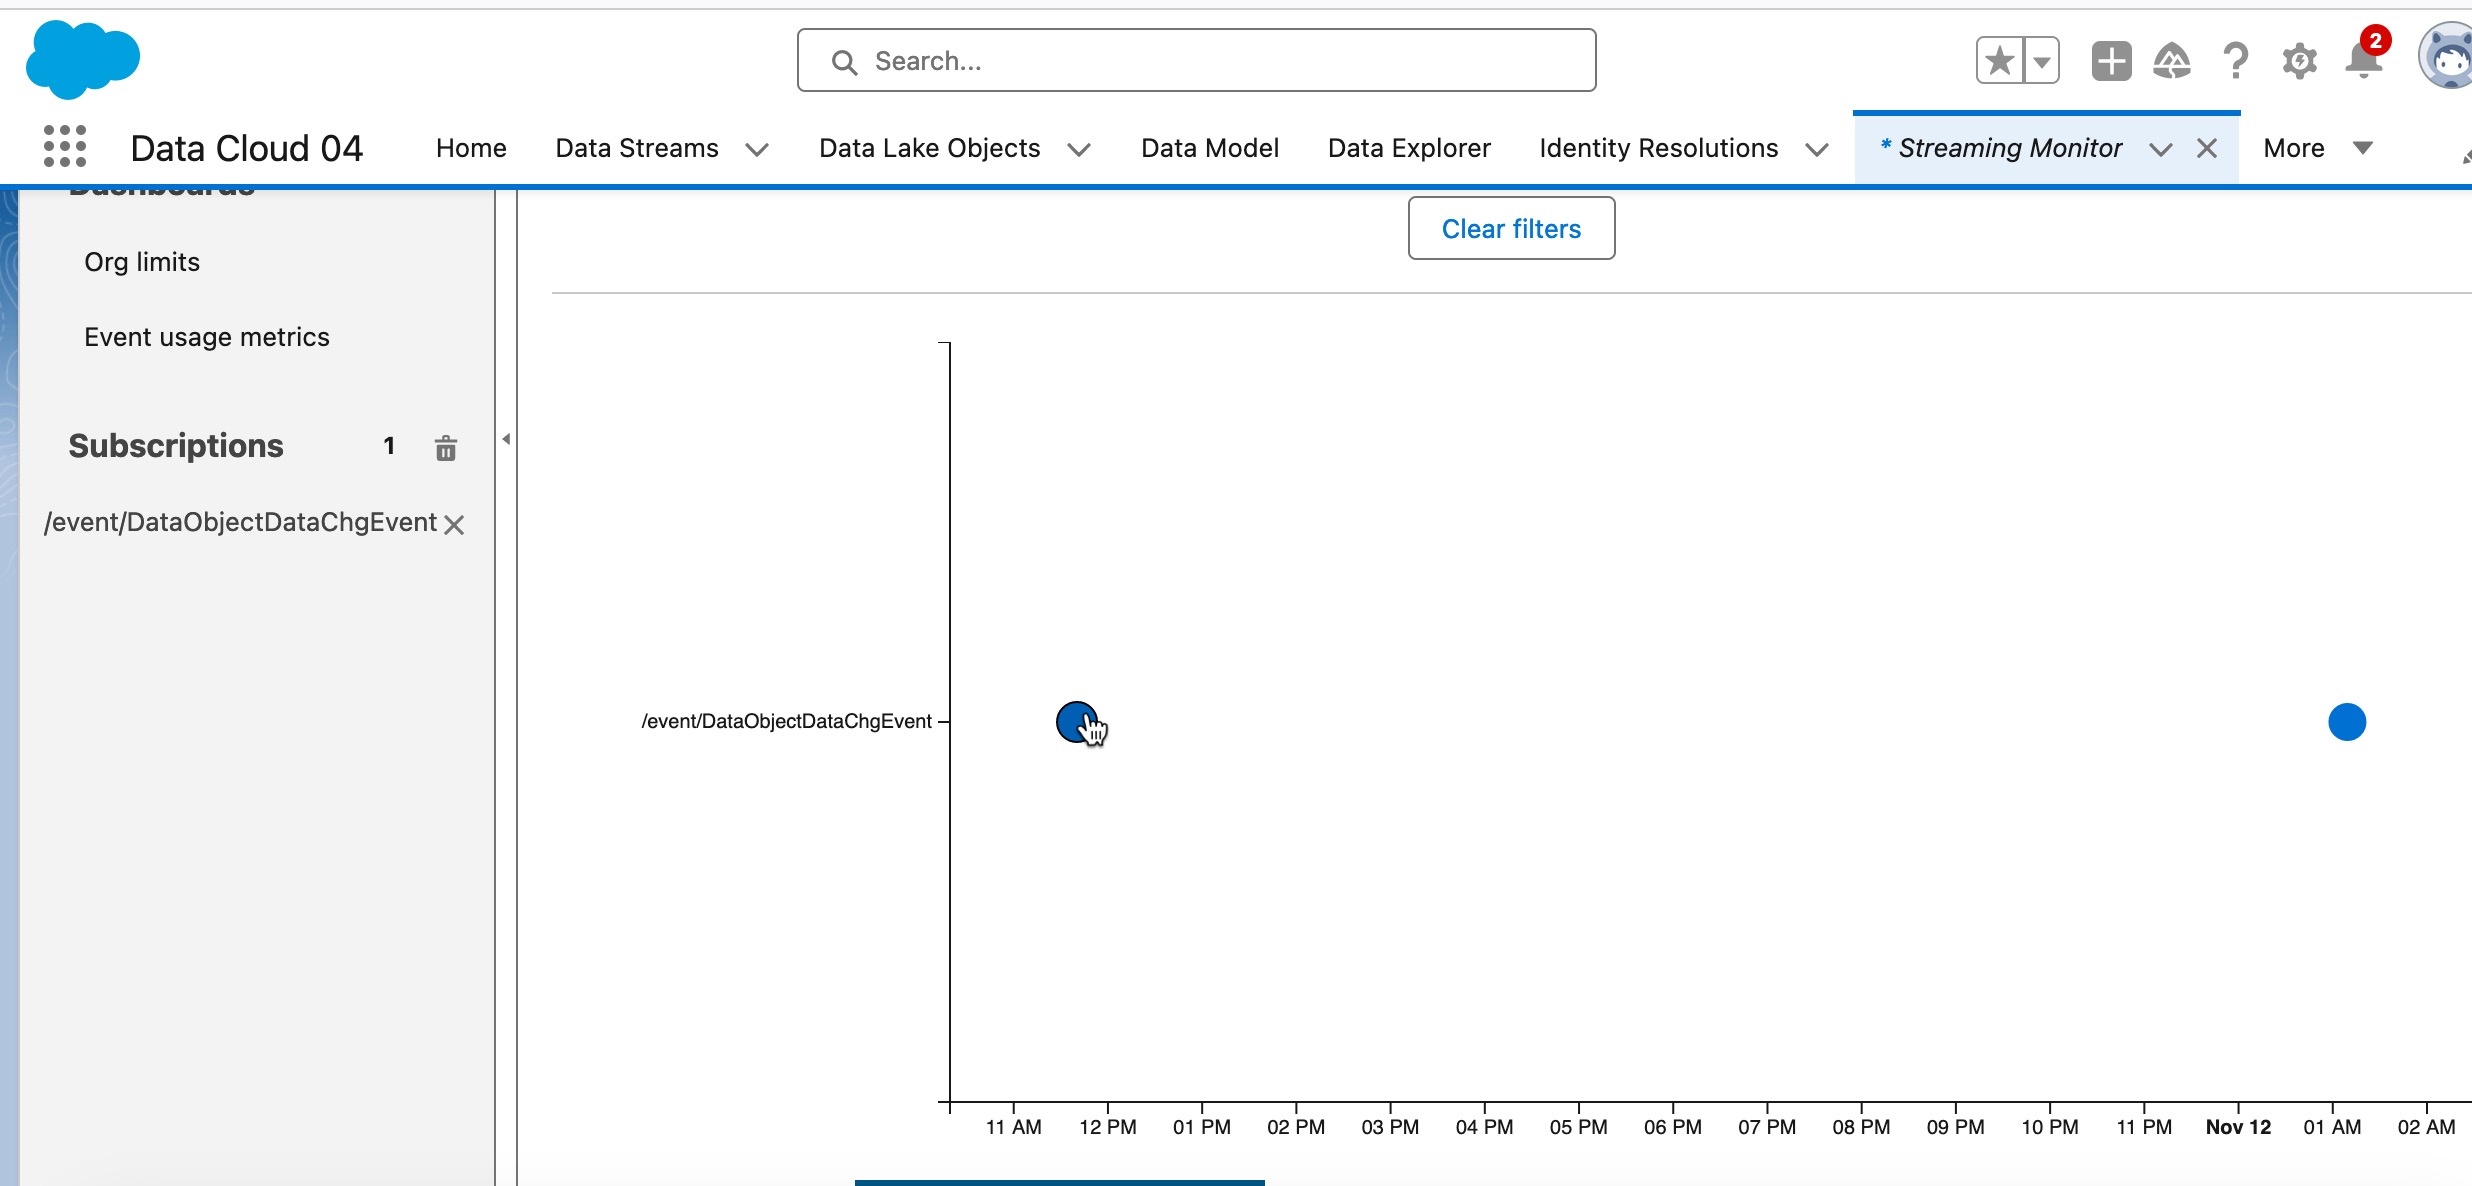 Search...
2
Data Cloud 04
Home
Data Streams
Data Lake Objects
Data Model
Data Explorer
Identity Resolutions
* Streaming Monitor
More
Dashboards
Clear filters
Org limits
Event usage metrics
Subscriptions 1
/event/DataObjectDataChgEvent
/event/DataObjectDataChgEvent
11 AM 12 PM 01 PM 02 PM 03 PM 04 PM 05 PM 06 PM 07 PM 08 PM 09 PM 10 PM 11 PM Nov 12 01 AM 02 AM